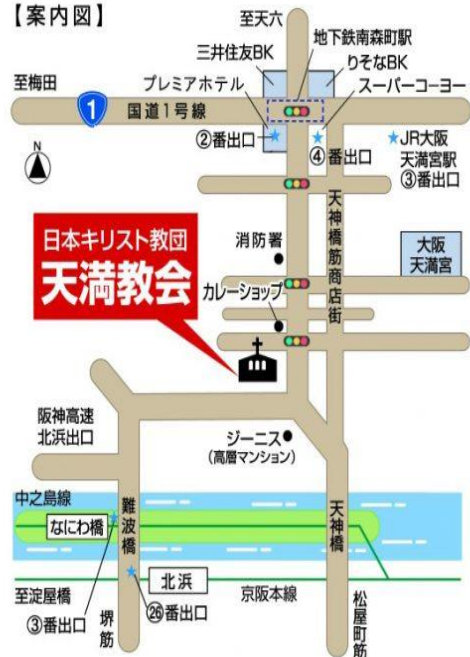 【案内図】
至天六
地下鉄南森町駅
三井住友BK
りそなBK
至梅田
プレミアホテル
スーパーコーヨー
1
国道1号線
②番出口
④番出口
JR大阪
天満宮駅
③番出口
N
天神橋筋商店街
日本キリスト教団
天満教会
消防署
大阪
天満宮
カレーショップ
阪神高速
北浜出口
ジーニス
(高層マンション)
中之島線
なにわ橋
難波橋
天神橋
北浜
京阪本線
至淀屋橋
③番出口
堺筋
㉖番出口
松屋町筋